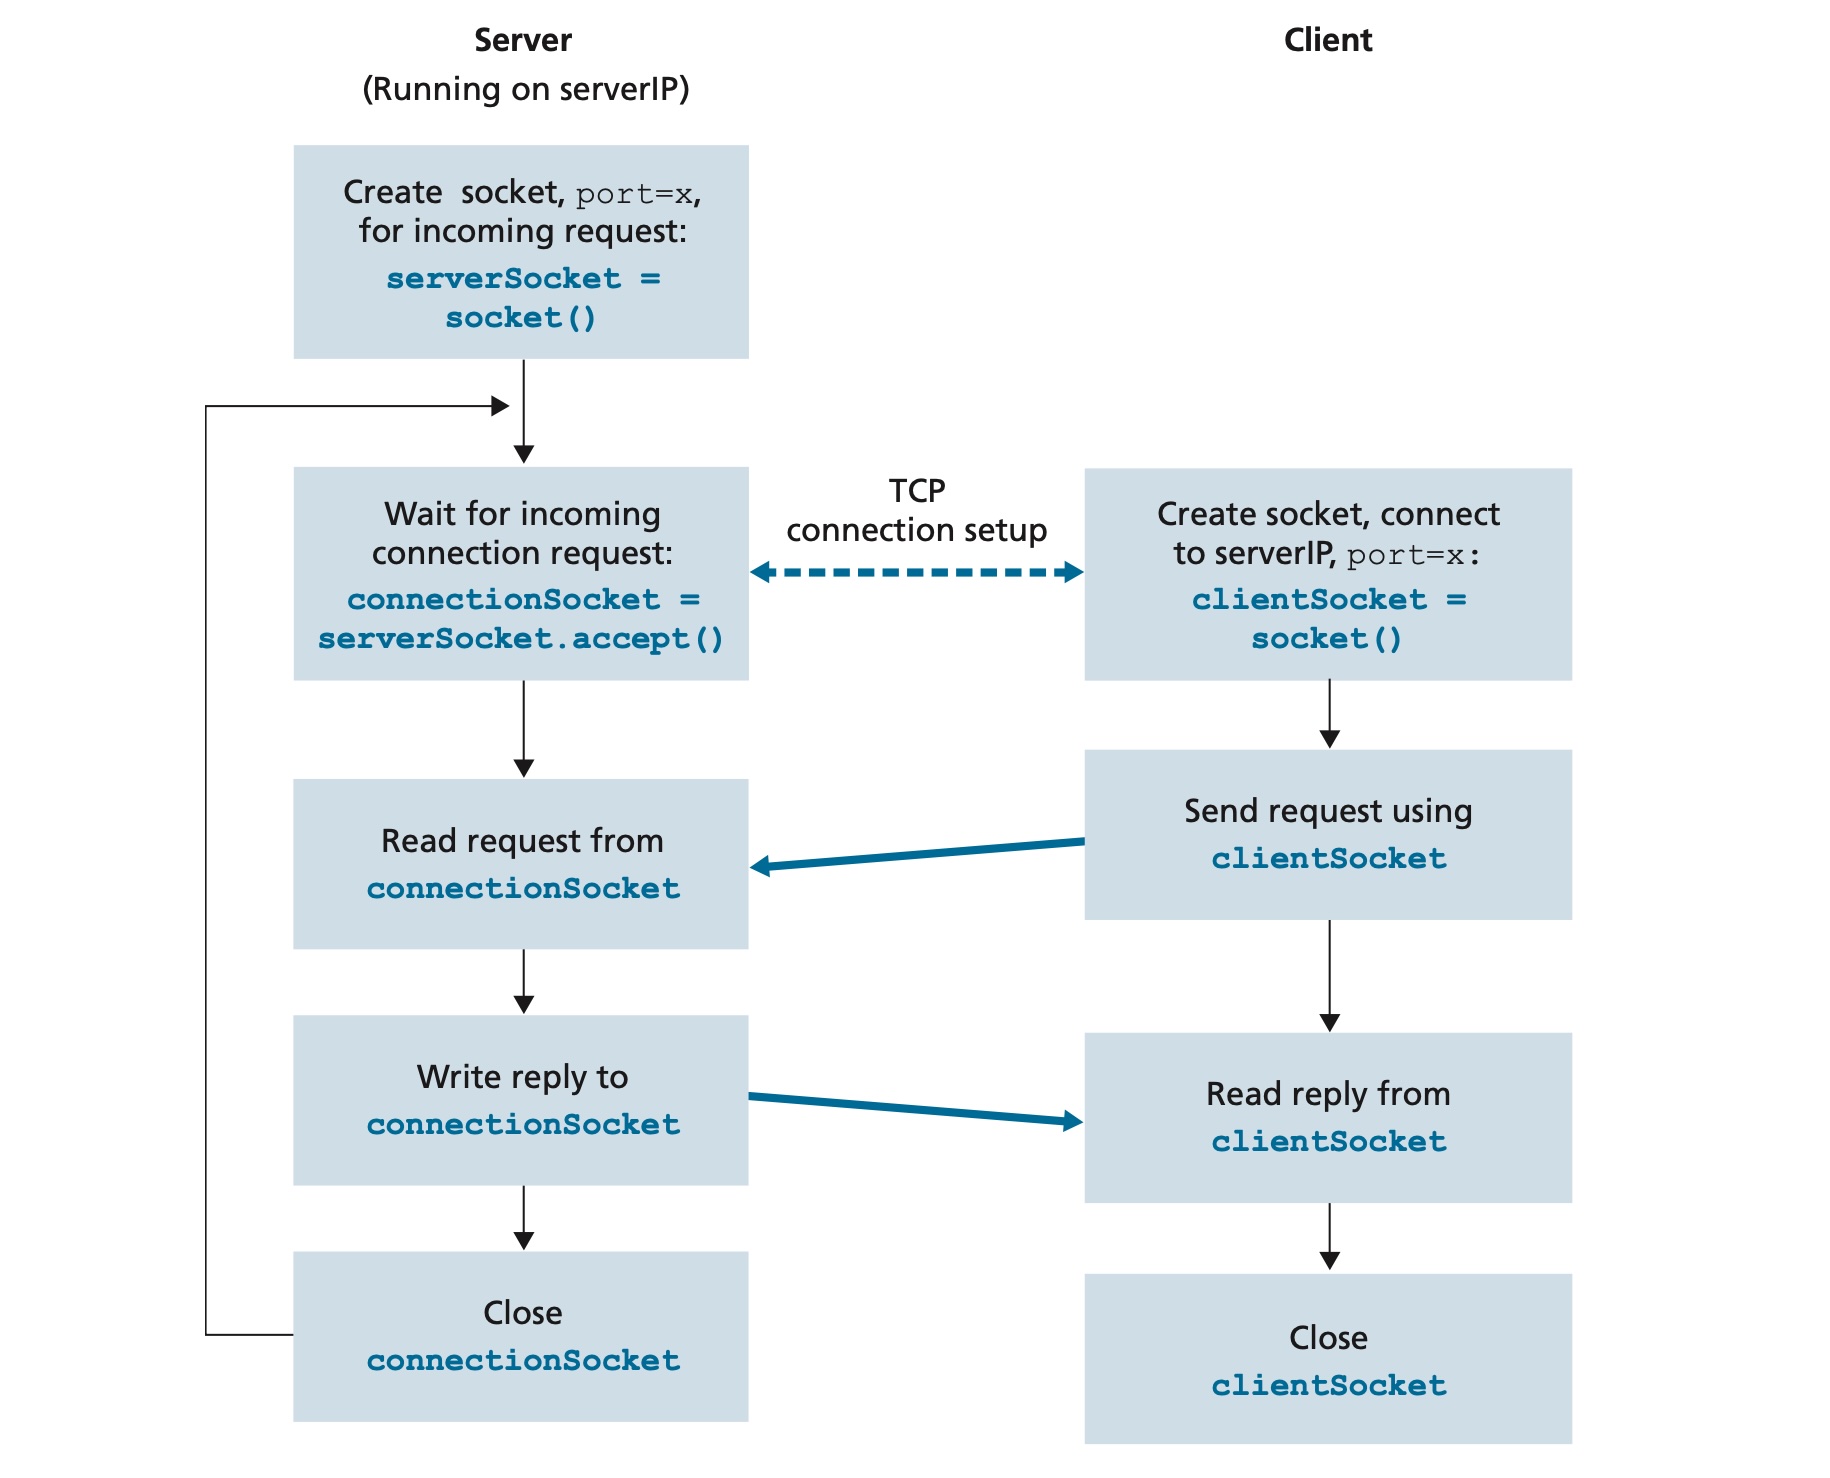 Server
(Running on serverIP)
Client
Create socket, port=x,
for incoming request:
serverSocket =
socket()
Wait for incoming
connection request:
connectionSocket =
serverSocket.accept()
TCP
connection setup
Create socket, connect
to serverIP, port=x:
clientSocket =
socket()
Send request using
clientSocket
Read request from
connectionSocket
Write reply to
connectionSocket
Read reply from
clientSocket
Close
connectionSocket
Close
clientSocket